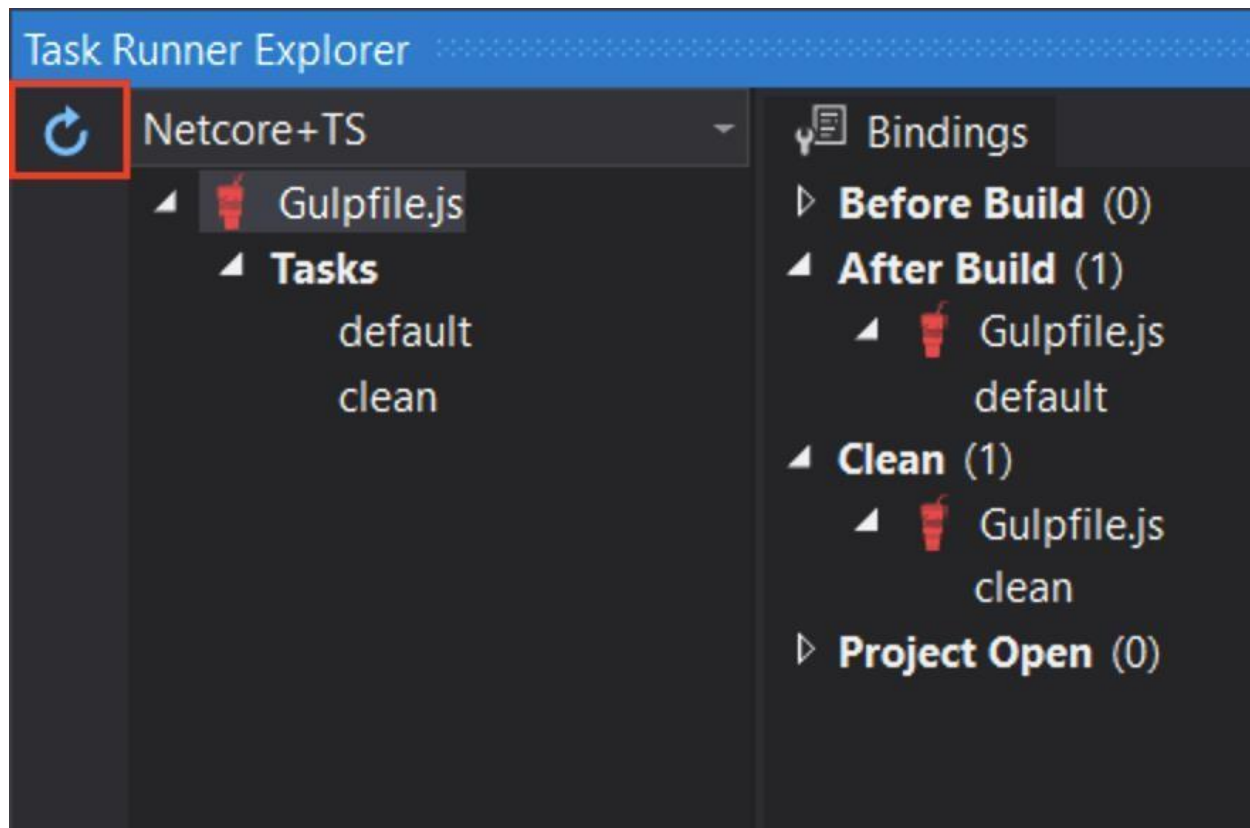 Task Runner Explorer
Netcore+TS
Gulpfile.js
Tasks
default
clean
Bindings
Before Build (0)
After Build (1)
Gulpfile.js
default
Clean (1)
Gulpfile.js
clean
Project Open (0)